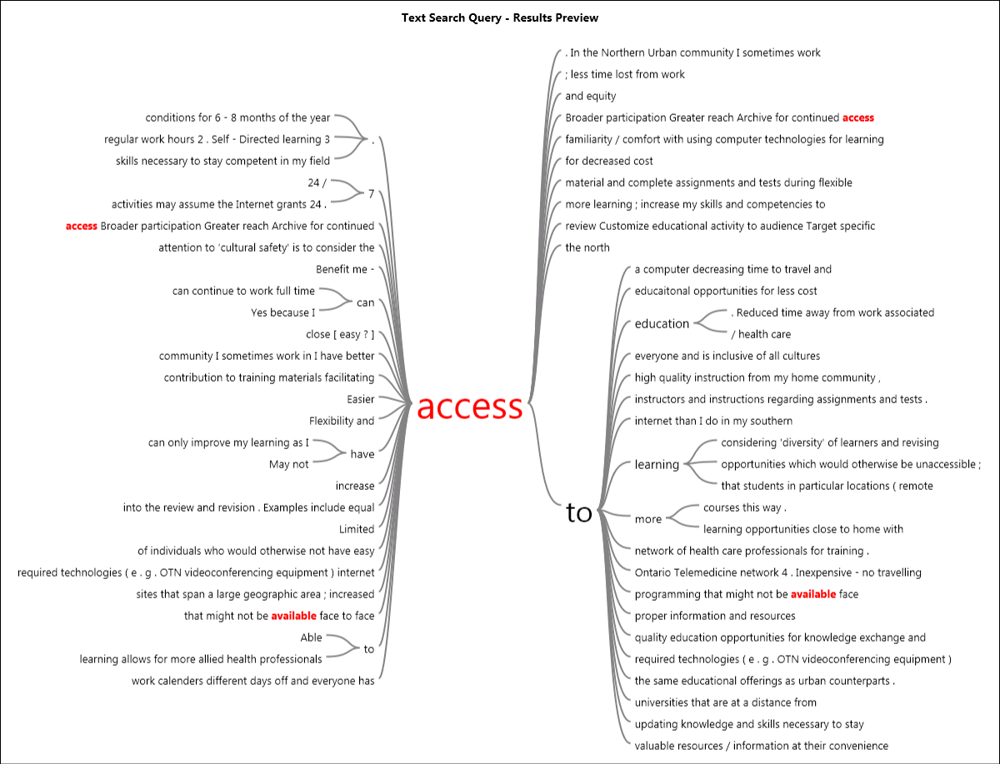 Text Search Query - Results Preview
conditions for 6 - 8 months of the year
regular work hours 2 . Self - Directed learning 3
skills necessary to stay competent in my field
.
24 /
activities may assume the Internet grants 24 .
7
access Broader participation Greater reach Archive for continued
attention to 'cultural safety' is to consider the
Benefit me -
can continue to work full time
Yes because I
can
close [ easy ? ]
community I sometimes work in I have better
contribution to training materials facilitating
Easier
Flexibility and
can only improve my learning as I
May not
have
increase
into the review and revision . Examples include equal
Limited
of individuals who would otherwise not have easy
required technologies ( e . g . OTN videoconferencing equipment ) internet
sites that span a large geographic area ; increased
that might not be available face to face
Able
learning allows for more allied health professionals
to
work calenders different days off and everyone has
access
. In the Northern Urban community I sometimes work
; less time lost from work
and equity
Broader participation Greater reach Archive for continued access
familiarity / comfort with using computer technologies for learning
for decreased cost
material and complete assignments and tests during flexible
more learning ; increase my skills and competencies to
review Customize educational activity to audience Target specific
the north
to
a computer decreasing time to travel and
educaitonal opportunities for less cost
education
. Reduced time away from work associated
/ health care
everyone and is inclusive of all cultures
high quality instruction from my home community ,
instructors and instructions regarding assignments and tests .
internet than I do in my southern
learning
considering 'diversity' of learners and revising
opportunities which would otherwise be unaccessible ;
that students in particular locations ( remote
more
courses this way .
learning opportunities close to home with
network of health care professionals for training .
Ontario Telemedicine network 4 . Inexpensive - no travelling
programming that might not be available face
proper information and resources
quality education opportunities for knowledge exchange and
required technologies ( e . g . OTN videoconferencing equipment )
the same educational offerings as urban counterparts .
universities that are at a distance from
updating knowledge and skills necessary to stay
valuable resources / information at their convenience